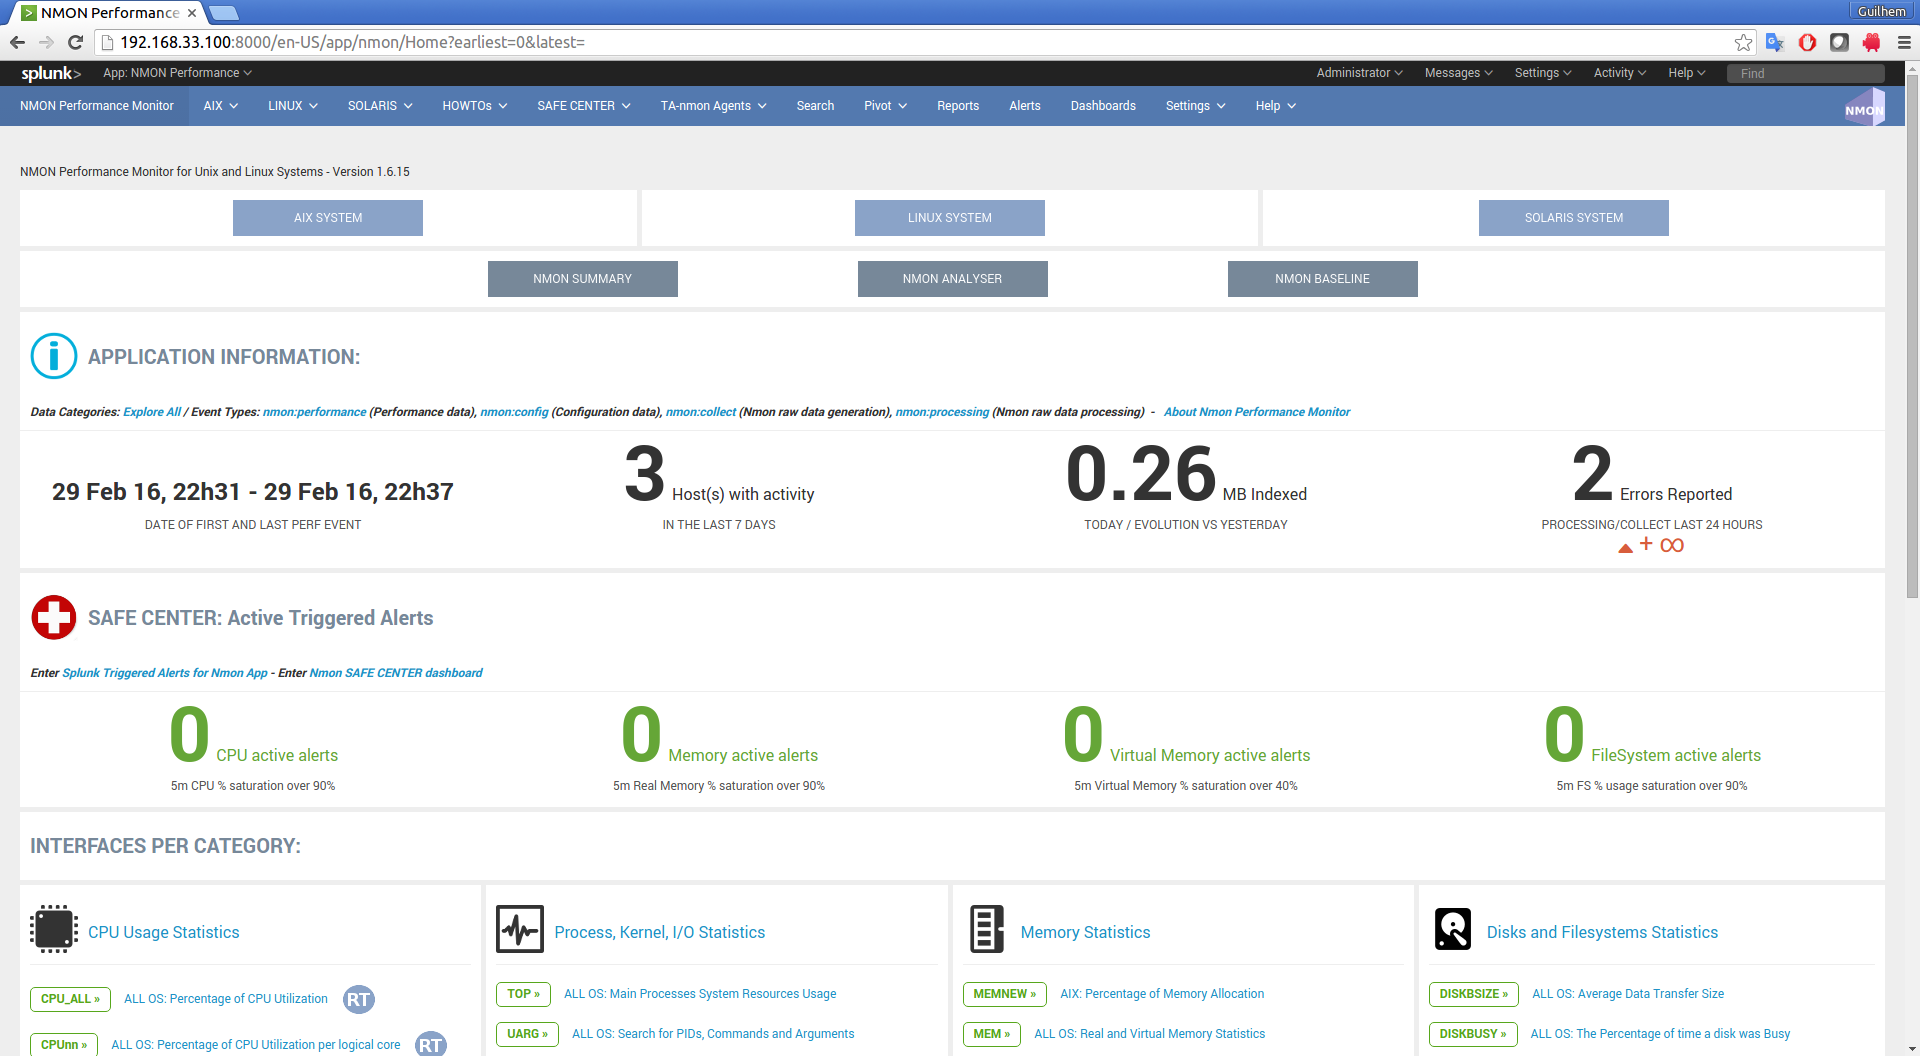 NMON Performance
Guilhem
192.168.33.100:8000/en-US/app/nmon/Home?earliest=0&latest=
splunk> App: NMON Performance Administrator Messages Settings Activity Help Find
NMON Performance Monitor AIX LINUX SOLARIS HOWTOs SAFE CENTER TA-nmon Agents Search Pivot Reports Alerts Dashboards Settings Help NMON
NMON Performance Monitor for Unix and Linux Systems - Version 1.6.15
AIX SYSTEM LINUX SYSTEM SOLARIS SYSTEM
NMON SUMMARY NMON ANALYSER NMON BASELINE
APPLICATION INFORMATION:
Data Categories: Explore All / Event Types: nmon:performance (Performance data), nmon:config (Configuration data), nmon:collect (Nmon raw data generation), nmon:processing (Nmon raw data processing) - About Nmon Performance Monitor
29 Feb 16, 22h31 - 29 Feb 16, 22h37 3 Host(s) with activity 0.26 MB Indexed 2 Errors Reported
DATE OF FIRST AND LAST PERF EVENT IN THE LAST 7 DAYS TODAY / EVOLUTION VS YESTERDAY PROCESSING/COLLECT LAST 24 HOURS
+ ∞
SAFE CENTER: Active Triggered Alerts
Enter Splunk Triggered Alerts for Nmon App - Enter Nmon SAFE CENTER dashboard
0 CPU active alerts 0 Memory active alerts 0 Virtual Memory active alerts 0 FileSystem active alerts
5m CPU % saturation over 90% 5m Real Memory % saturation over 90% 5m Virtual Memory % saturation over 40% 5m FS % usage saturation over 90%
INTERFACES PER CATEGORY:
CPU Usage Statistics Process, Kernel, I/O Statistics Memory Statistics Disks and Filesystems Statistics
CPU_ALL » ALL OS: Percentage of CPU Utilization RT TOP » ALL OS: Main Processes System Resources Usage MEMNEW » AIX: Percentage of Memory Allocation DISKBSIZE » ALL OS: Average Data Transfer Size
CPUnn » ALL OS: Percentage of CPU Utilization per logical core RT UARG » ALL OS: Search for PIDs, Commands and Arguments MEM » ALL OS: Real and Virtual Memory Statistics DISKBUSY » ALL OS: The Percentage of time a disk was Busy